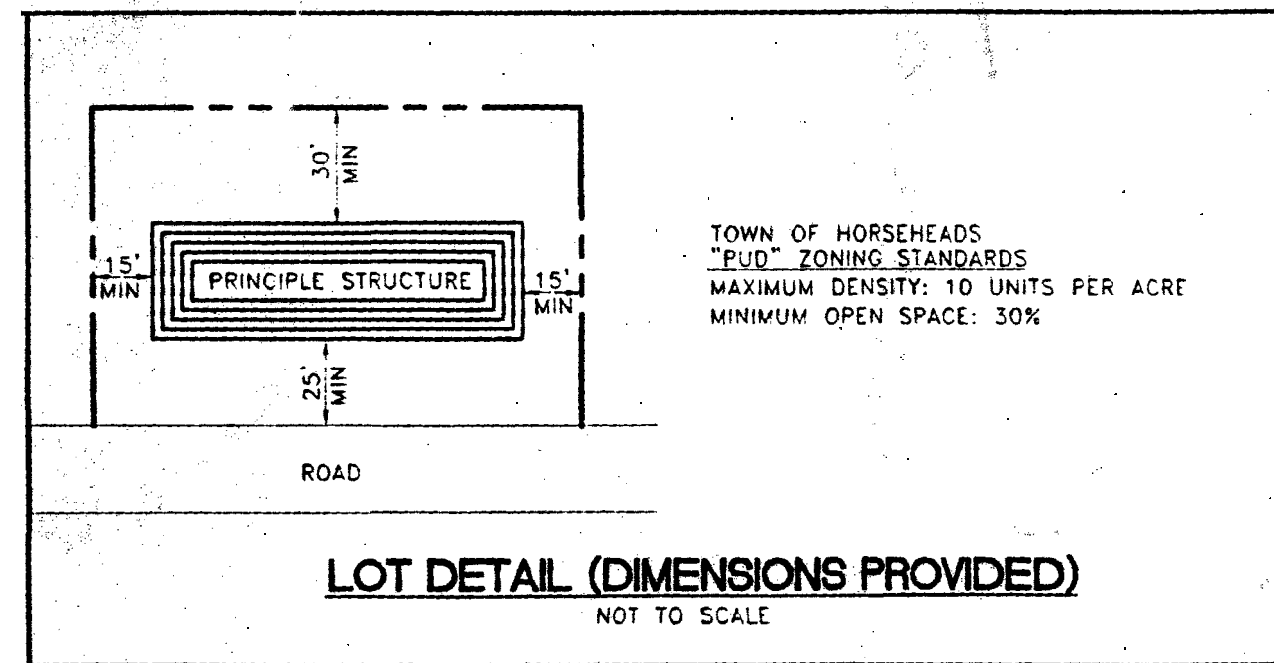 30' MIN
15' MIN
PRINCIPLE STRUCTURE
15' MIN
25' MIN
ROAD
TOWN OF HORSEHEADS
"PUD" ZONING STANDARDS
MAXIMUM DENSITY: 10 UNITS PER ACRE
MINIMUM OPEN SPACE: 30%
LOT DETAIL (DIMENSIONS PROVIDED)
NOT TO SCALE